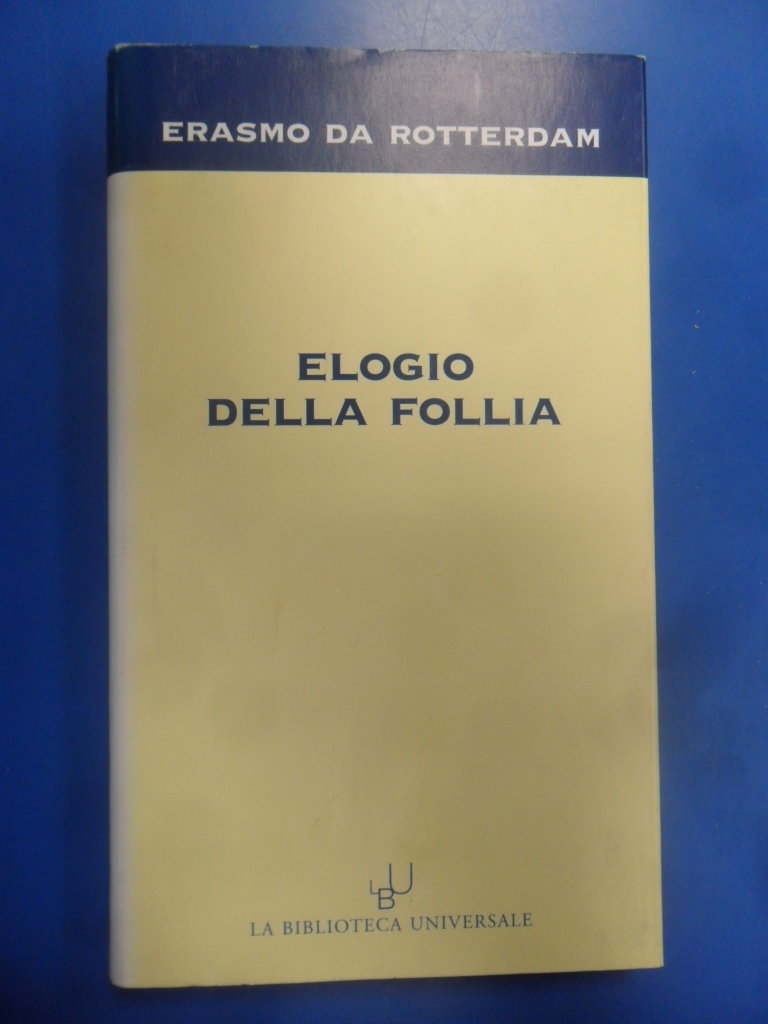 ERASMO DA ROTTERDAM
ELOGIO
DELLA FOLLIA
LBU
LA BIBLIOTECA UNIVERSALE